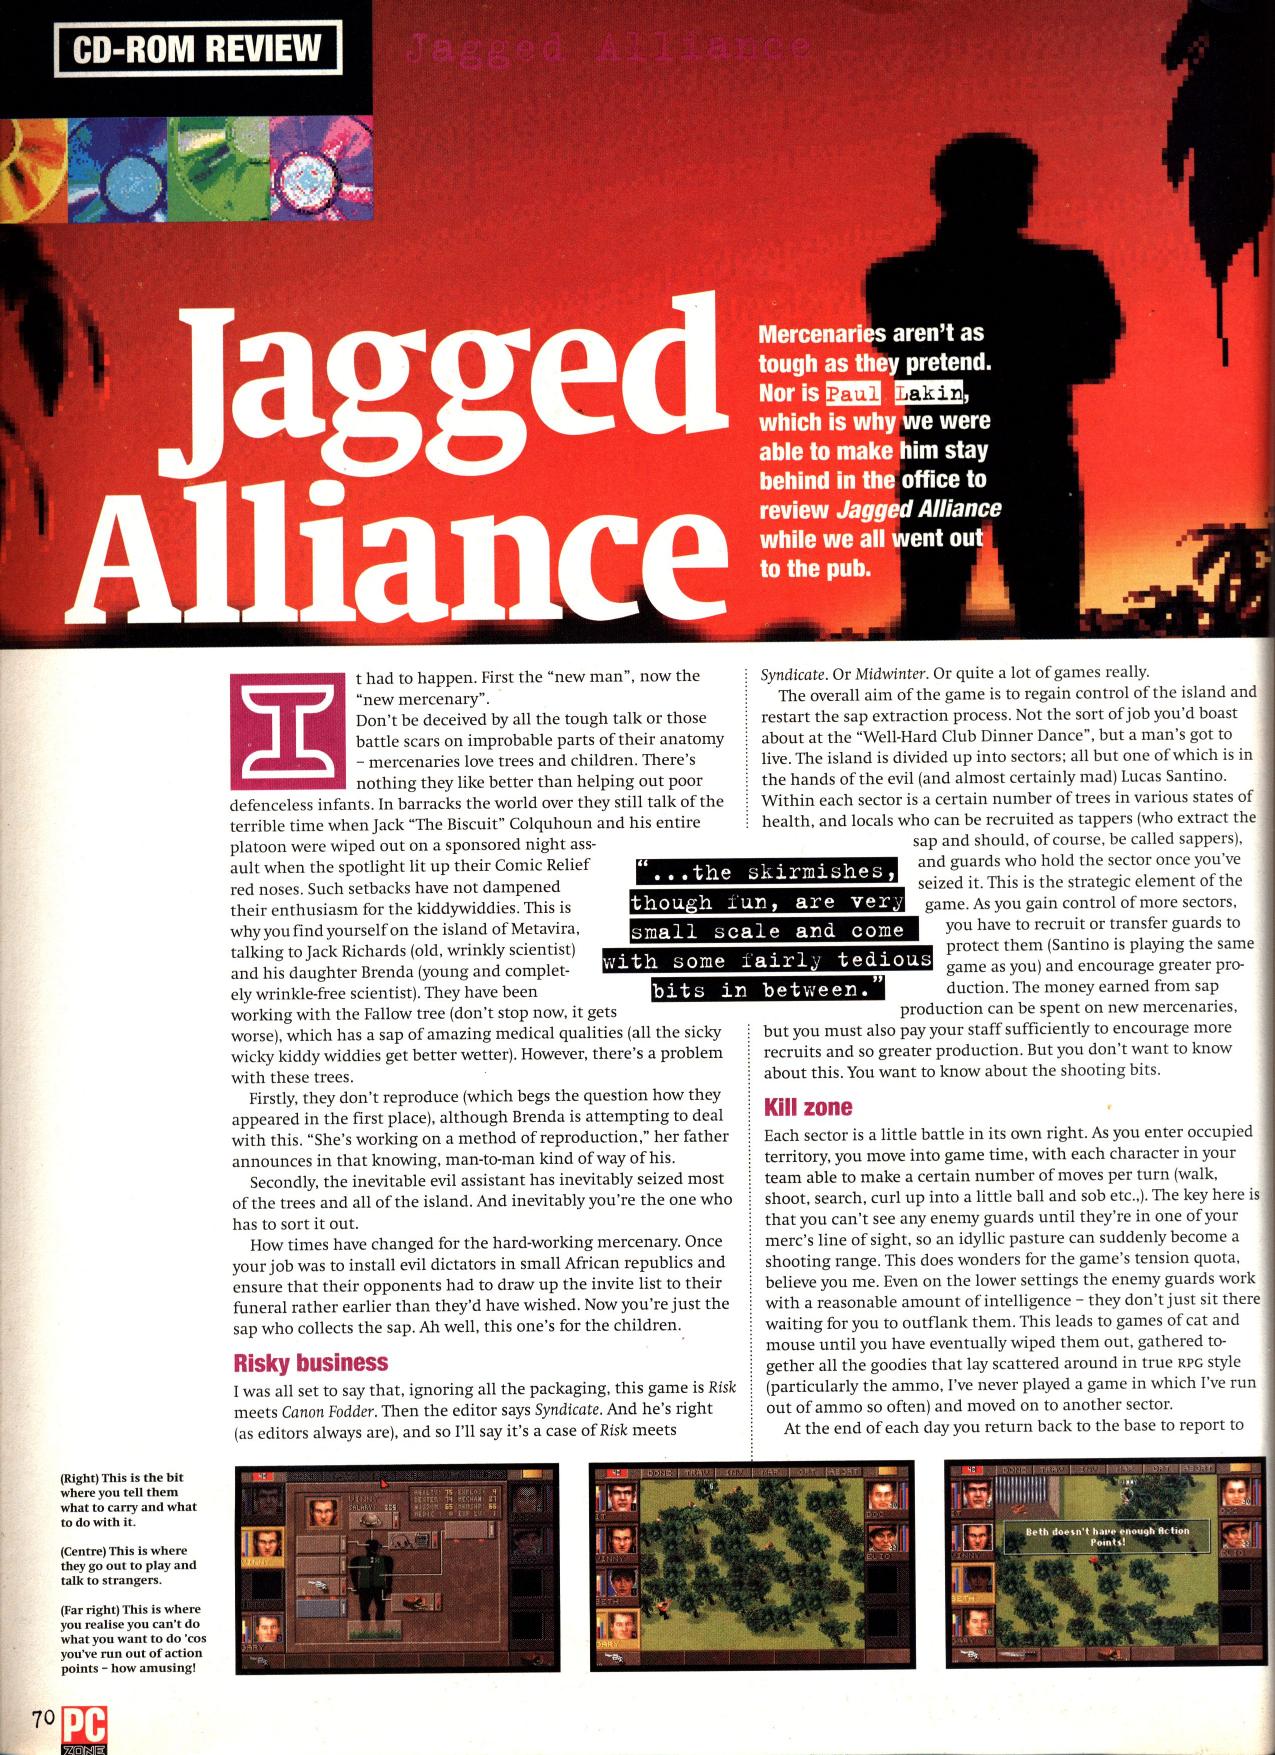 CD-ROM REVIEW
Jagged Alliance
Jagged
Alliance
Mercenaries aren't as
tough as they pretend.
Nor is Paul Lakin,
which is why we were
able to make him stay
behind in the office to
review Jagged Alliance
while we all went out
to the pub.
It had to happen. First the “new man”, now the
“new mercenary”.
Don't be deceived by all the tough talk or those
battle scars on improbable parts of their anatomy
– mercenaries love trees and children. There's
nothing they like better than helping out poor
defenceless infants. In barracks the world over they still talk of the
terrible time when Jack “The Biscuit” Colquhoun and his entire
platoon were wiped out on a sponsored night ass-
ault when the spotlight lit up their Comic Relief
red noses. Such setbacks have not dampened
their enthusiasm for the kiddywiddies. This is
why you find yourself on the island of Metavira,
talking to Jack Richards (old, wrinkly scientist)
and his daughter Brenda (young and complet-
ely wrinkle-free scientist). They have been
working with the Fallow tree (don't stop now, it gets
worse), which has a sap of amazing medical qualities (all the sicky
wicky kiddy widdies get better wetter). However, there's a problem
with these trees.
Firstly, they don't reproduce (which begs the question how they
appeared in the first place), although Brenda is attempting to deal
with this. “She's working on a method of reproduction,” her father
announces in that knowing, man-to-man kind of way of his.
Secondly, the inevitable evil assistant has inevitably seized most
of the trees and all of the island. And inevitably you're the one who
has to sort it out.
How times have changed for the hard-working mercenary. Once
your job was to install evil dictators in small African republics and
ensure that their opponents had to draw up the invite list to their
funeral rather earlier than they'd have wished. Now you're just the
sap who collects the sap. Ah well, this one's for the children.
Risky business
I was all set to say that, ignoring all the packaging, this game is Risk
meets Canon Fodder. Then the editor says Syndicate. And he's right
(as editors always are), and so I'll say it's a case of Risk meets
Syndicate. Or Midwinter. Or quite a lot of games really.
The overall aim of the game is to regain control of the island and
restart the sap extraction process. Not the sort of job you'd boast
about at the “Well-Hard Club Dinner Dance”, but a man's got to
live. The island is divided up into sectors; all but one of which is in
the hands of the evil (and almost certainly mad) Lucas Santino.
Within each sector is a certain number of trees in various states of
health, and locals who can be recruited as tappers (who extract the
sap and should, of course, be called sappers),
and guards who hold the sector once you've
seized it. This is the strategic element of the
game. As you gain control of more sectors,
you have to recruit or transfer guards to
protect them (Santino is playing the same
game as you) and encourage greater pro-
duction. The money earned from sap
production can be spent on new mercenaries,
but you must also pay your staff sufficiently to encourage more
recruits and so greater production. But you don't want to know
about this. You want to know about the shooting bits.
“...the skirmishes,
though fun, are very
small scale and come
with some fairly tedious
bits in between.”
Kill zone
Each sector is a little battle in its own right. As you enter occupied
territory, you move into game time, with each character in your
team able to make a certain number of moves per turn (walk,
shoot, search, curl up into a little ball and sob etc.,). The key here is
that you can't see any enemy guards until they're in one of your
merc's line of sight, so an idyllic pasture can suddenly become a
shooting range. This does wonders for the game's tension quota,
believe you me. Even on the lower settings the enemy guards work
with a reasonable amount of intelligence – they don't just sit there
waiting for you to outflank them. This leads to games of cat and
mouse until you have eventually wiped them out, gathered to-
gether all the goodies that lay scattered around in true RPG style
(particularly the ammo, I've never played a game in which I've run
out of ammo so often) and moved on to another sector.
At the end of each day you return back to the base to report to
(Right) This is the bit
where you tell them
what to carry and what
to do with it.
(Centre) This is where
they go out to play and
talk to strangers.
(Far right) This is where
you realise you can't do
what you want to do 'cos
you've run out of action
points – how amusing!
VINNY
VINNY
BETH
VINNY
BETH
Beth doesn't have enough Action
Points!
70 PC
ZONE